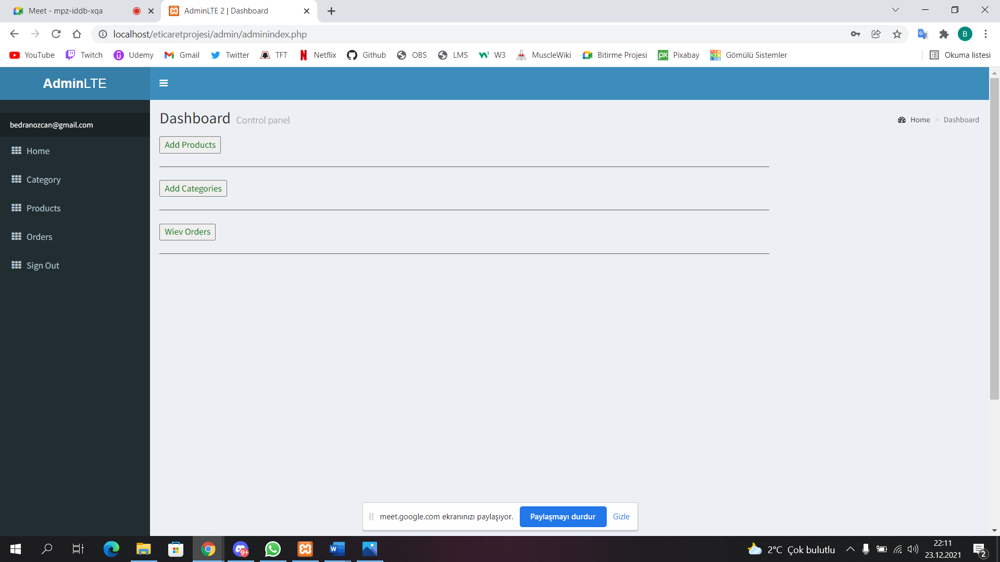 Meet - mpz-iddb-xqa
AdminLTE 2 | Dashboard
localhost/eticaretprojesi/admin/adminindex.php
B
YouTube
Twitch
Udemy
Gmail
Twitter
TFT
Netflix
Github
OBS
LMS
W3
MuscleWiki
Bitirme Projesi
Pixabay
Gömülü Sistemler
Okuma listesi
AdminLTE
Dashboard Control panel
Home > Dashboard
bedranozcan@gmail.com
Home
Category
Products
Orders
Sign Out
Add Products
Add Categories
Wiev Orders
meet.google.com ekranınızı paylaşıyor.
Paylaşmayı durdur
Gizle
9+
2°C Çok bulutlu
22:11
23.12.2021
2